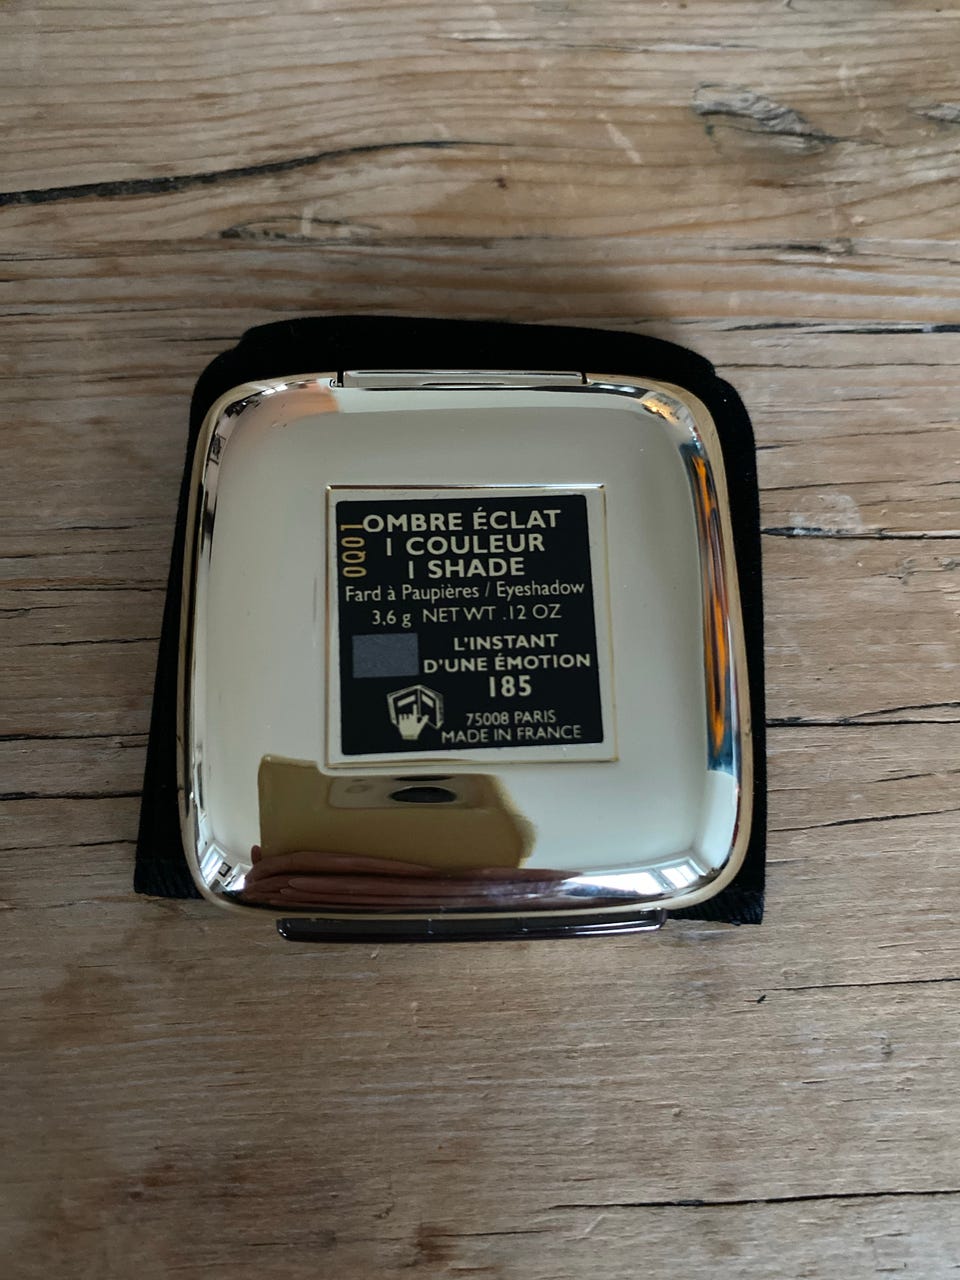 0Q01
OMBRE ÉCLAT
1 COULEUR
1 SHADE
Fard à Paupières / Eyeshadow
3,6 g NET WT .12 OZ
L'INSTANT
D'UNE ÉMOTION
185
75008 PARIS
MADE IN FRANCE